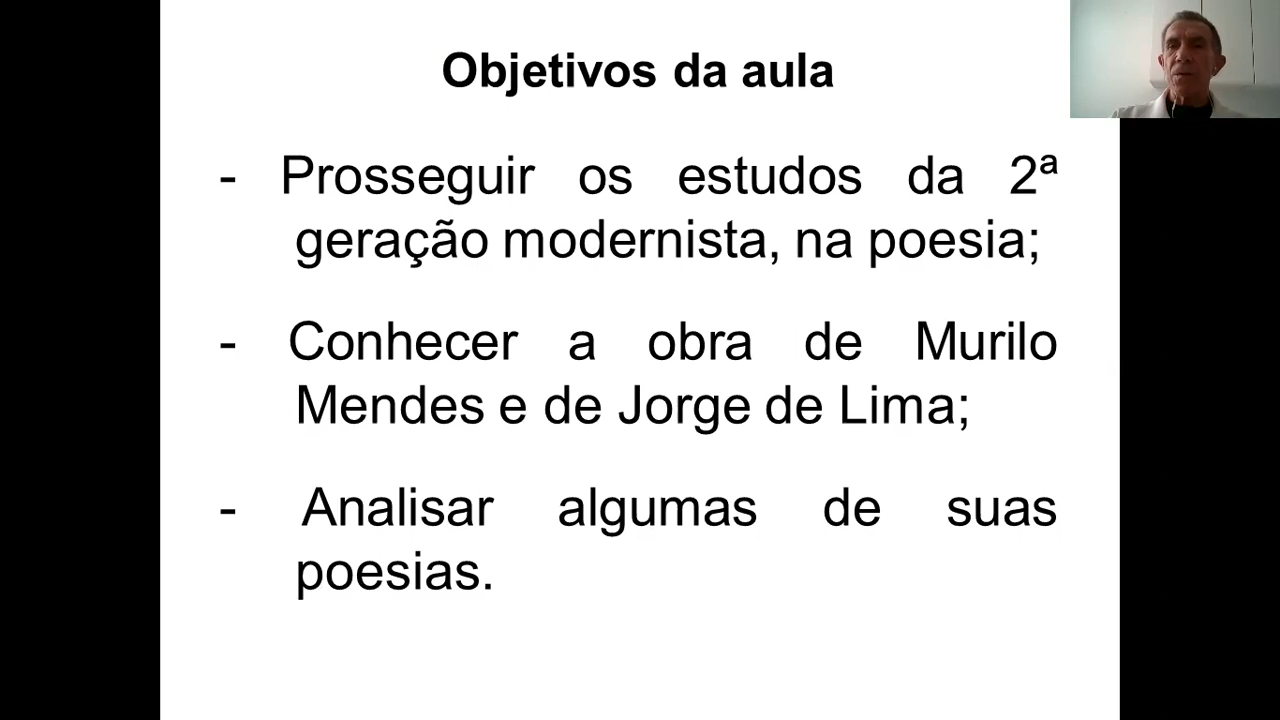 Objetivos da aula
- Prosseguir os estudos da 2ª
geração modernista, na poesia;
- Conhecer a obra de Murilo
Mendes e de Jorge de Lima;
- Analisar algumas de suas
poesias.